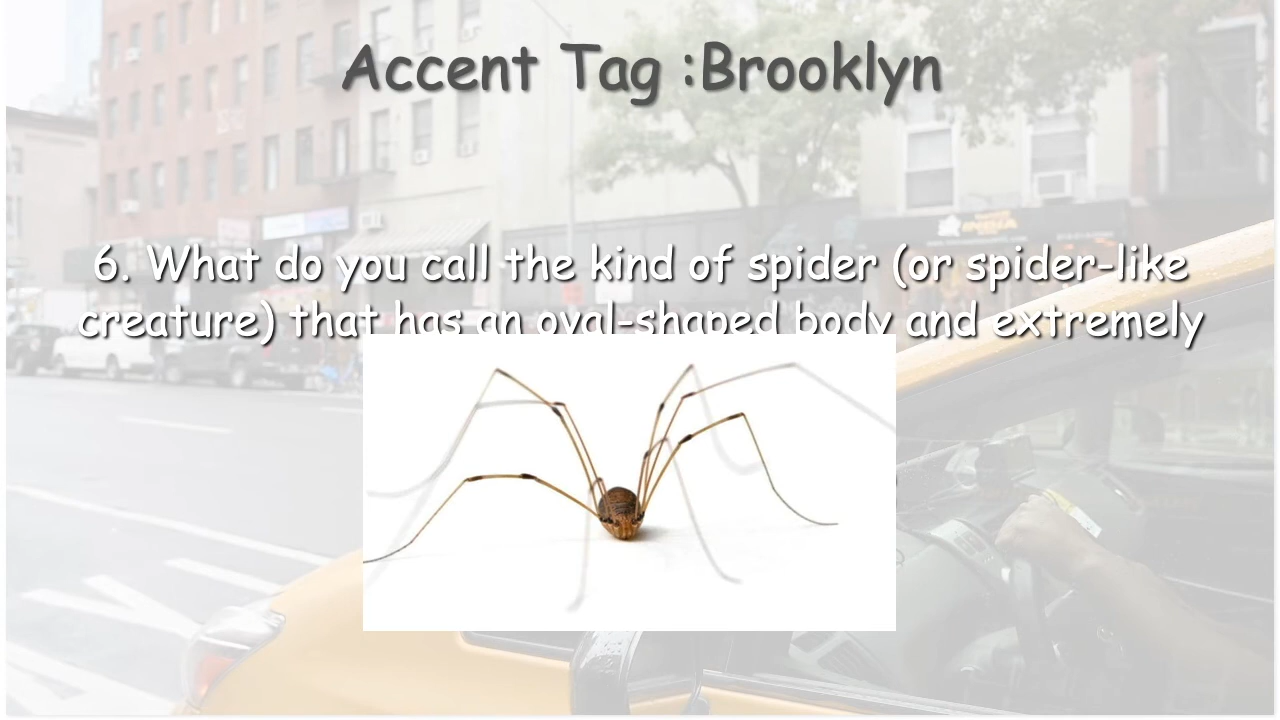 Accent Tag :Brooklyn
6. What do you call the kind of spider (or spider-like
creature) that has an oval-shaped body and extremely